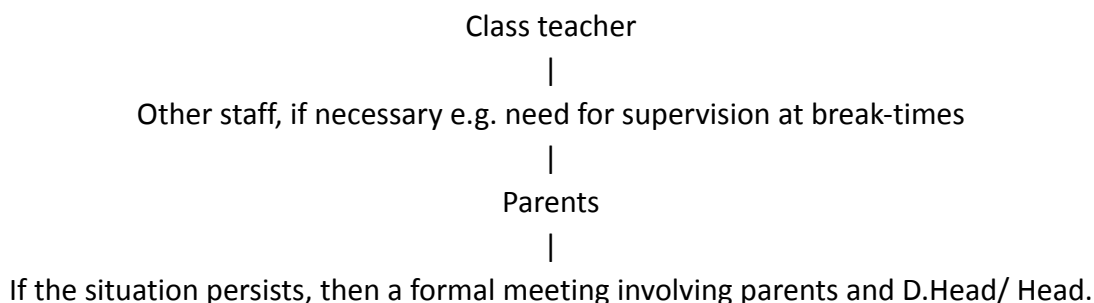 Class teacher
|
Other staff, if necessary e.g. need for supervision at break-times
|
Parents
|
If the situation persists, then a formal meeting involving parents and D.Head/ Head.